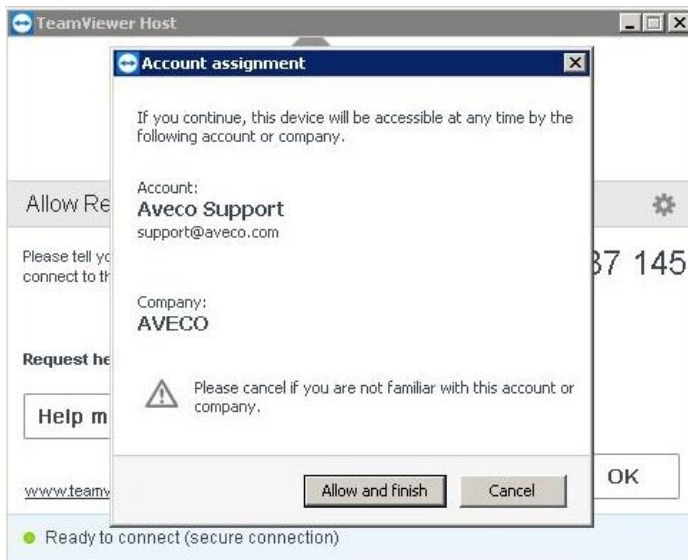 TeamViewer Host
Account assignment
If you continue, this device will be accessible at any time by the
following account or company.
Account:
Aveco Support
support@aveco.com
Company:
AVECO
Please cancel if you are not familiar with this account or
company.
Allow and finish
Cancel
Allow Re
Please tell yo
connect to th
37 145
Request he
Help m
OK
www.teamv
Ready to connect (secure connection)